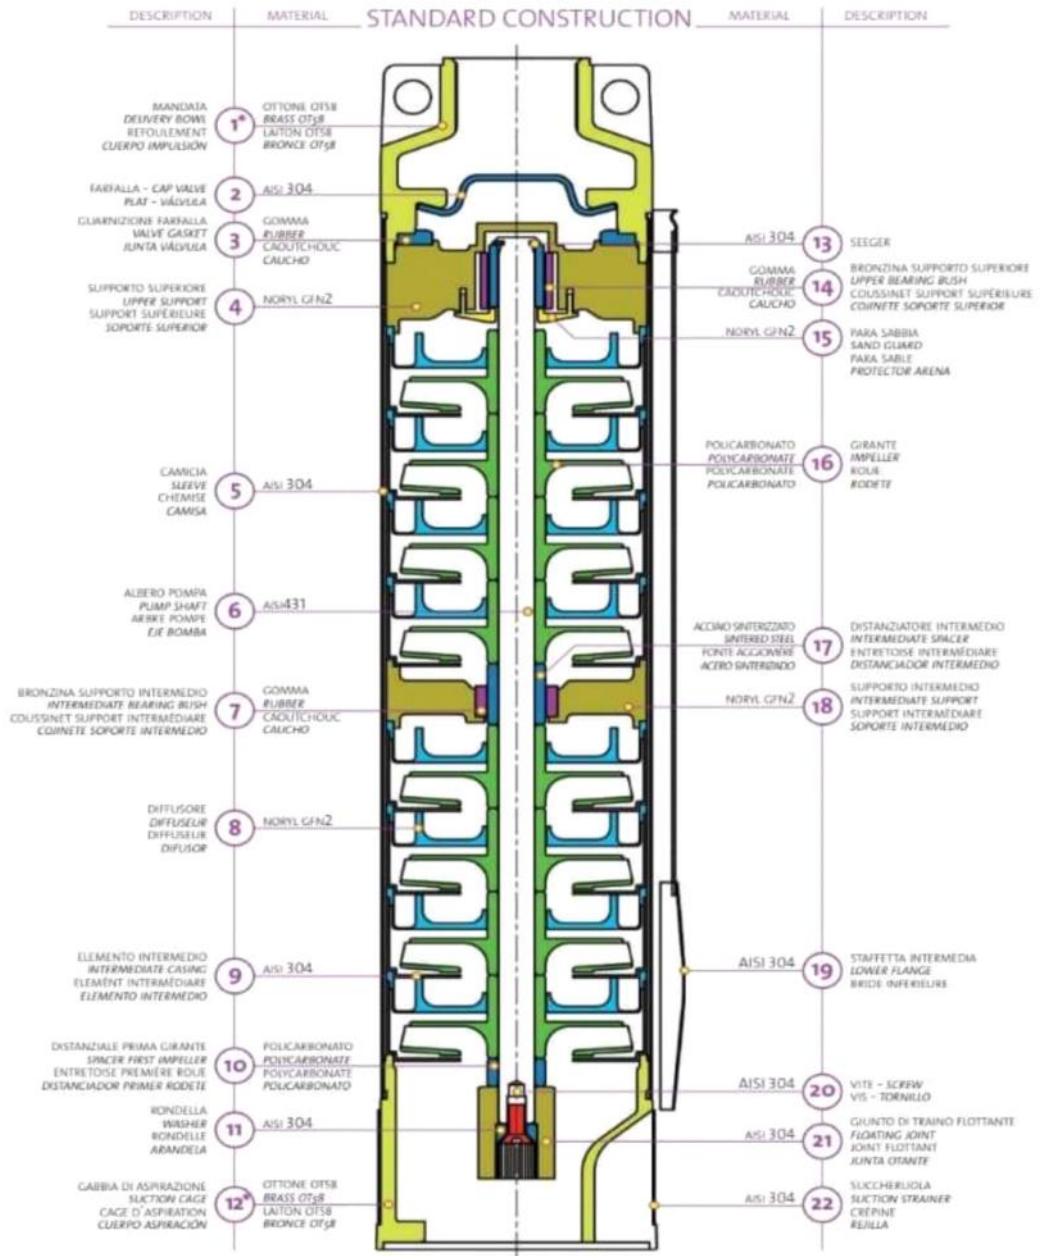 DESCRIPTION
MATERIAL
STANDARD CONSTRUCTION
MATERIAL
DESCRIPTION
MANDATA
DELIVERY BOWL
REFOULEMENT
CUERPO IMPULSIÓN
1*
OTTONE OT58
BRASS OT58
LAITON OT58
BRONCE OT58
FARFALLA - CAP VALVE
PLAT - VÁLVULA
2
AISI 304
GUARNIZIONE FARFALLA
VALVE GASKET
JUNTA VÁLVULA
3
GOMMA
RUBBER
CAOUTCHOUC
CAUCHO
SUPPORTO SUPERIORE
UPPER SUPPORT
SUPPORT SUPÉRIEURE
SOPORTE SUPERIOR
4
NORYL GFN2
CAMICIA
SLEEVE
CHEMISE
CAMISA
5
AISI 304
ALBERO POMPA
PUMP SHAFT
ARBRE POMPE
EJE BOMBA
6
AISI431
BRONZINA SUPPORTO INTERMEDIO
INTERMEDIATE BEARING BUSH
COUSSINET SUPPORT INTERMÉDIARE
COJINETE SOPORTE INTERMEDIO
7
GOMMA
RUBBER
CAOUTCHOUC
CAUCHO
DIFFUSORE
DIFFUSEUR
DIFFUSEUR
DIFUSOR
8
NORYL GFN2
ELEMENTO INTERMEDIO
INTERMEDIATE CASING
ELEMÉNT INTERMÉDIARE
ELEMENTO INTERMEDIO
9
AISI 304
DISTANZIALE PRIMA GIRANTE
SPACER FIRST IMPELLER
ENTRETOISE PREMIÉRE ROUE
DISTANCIADOR PRIMER RODETE
10
POLICARBONATO
POLYCARBONATE
POLYCARBONATE
POLICARBONATO
RONDELLA
WASHER
RONDELLE
ARANDELA
11
AISI 304
GABBIA DI ASPIRAZIONE
SUCTION CAGE
CAGE D'ASPIRATION
CUERPO ASPIRACIÓN
12*
OTTONE OT58
BRASS OT58
LAITON OT58
BRONCE OT58
AISI 304
13
SEEGER
GOMMA
RUBBER
CAOUTCHOUC
CAUCHO
14
BRONZINA SUPPORTO SUPERIORE
UPPER BEARING BUSH
COUSSINET SUPPORT SUPÉRIEURE
COJINETE SOPORTE SUPERIOR
NORYL GFN2
15
PARA SABBIA
SAND GUARD
PARA SABLE
PROTECTOR ARENA
POLICARBONATO
POLYCARBONATE
POLYCARBONATE
POLICARBONATO
16
GIRANTE
IMPELLER
ROUE
RODETE
ACCIAIO SINTERIZZATO
SINTERED STEEL
FONTE AGGLOMÉRÉ
ACERO SINTERIZADO
17
DISTANZIATORE INTERMEDIO
INTERMEDIATE SPACER
ENTRETOISE INTERMÉDIARE
DISTANCIADOR INTERMEDIO
NORYL GFN2
18
SUPPORTO INTERMEDIO
INTERMEDIATE SUPPORT
SUPPORT INTERMÉDIARE
SOPORTE INTERMEDIO
AISI 304
19
STAFFETTA INTERMEDIA
LOWER FLANGE
BRIDE INFERIEURE
AISI 304
20
VITE - SCREW
VIS - TORNILLO
AISI 304
21
GIUNTO DI TRAINO FLOTTANTE
FLOATING JOINT
JOINT FLOTTANT
JUNTA OTANTE
AISI 304
22
SUCCHERUOLA
SUCTION STRAINER
CRÉPINE
REJILLA